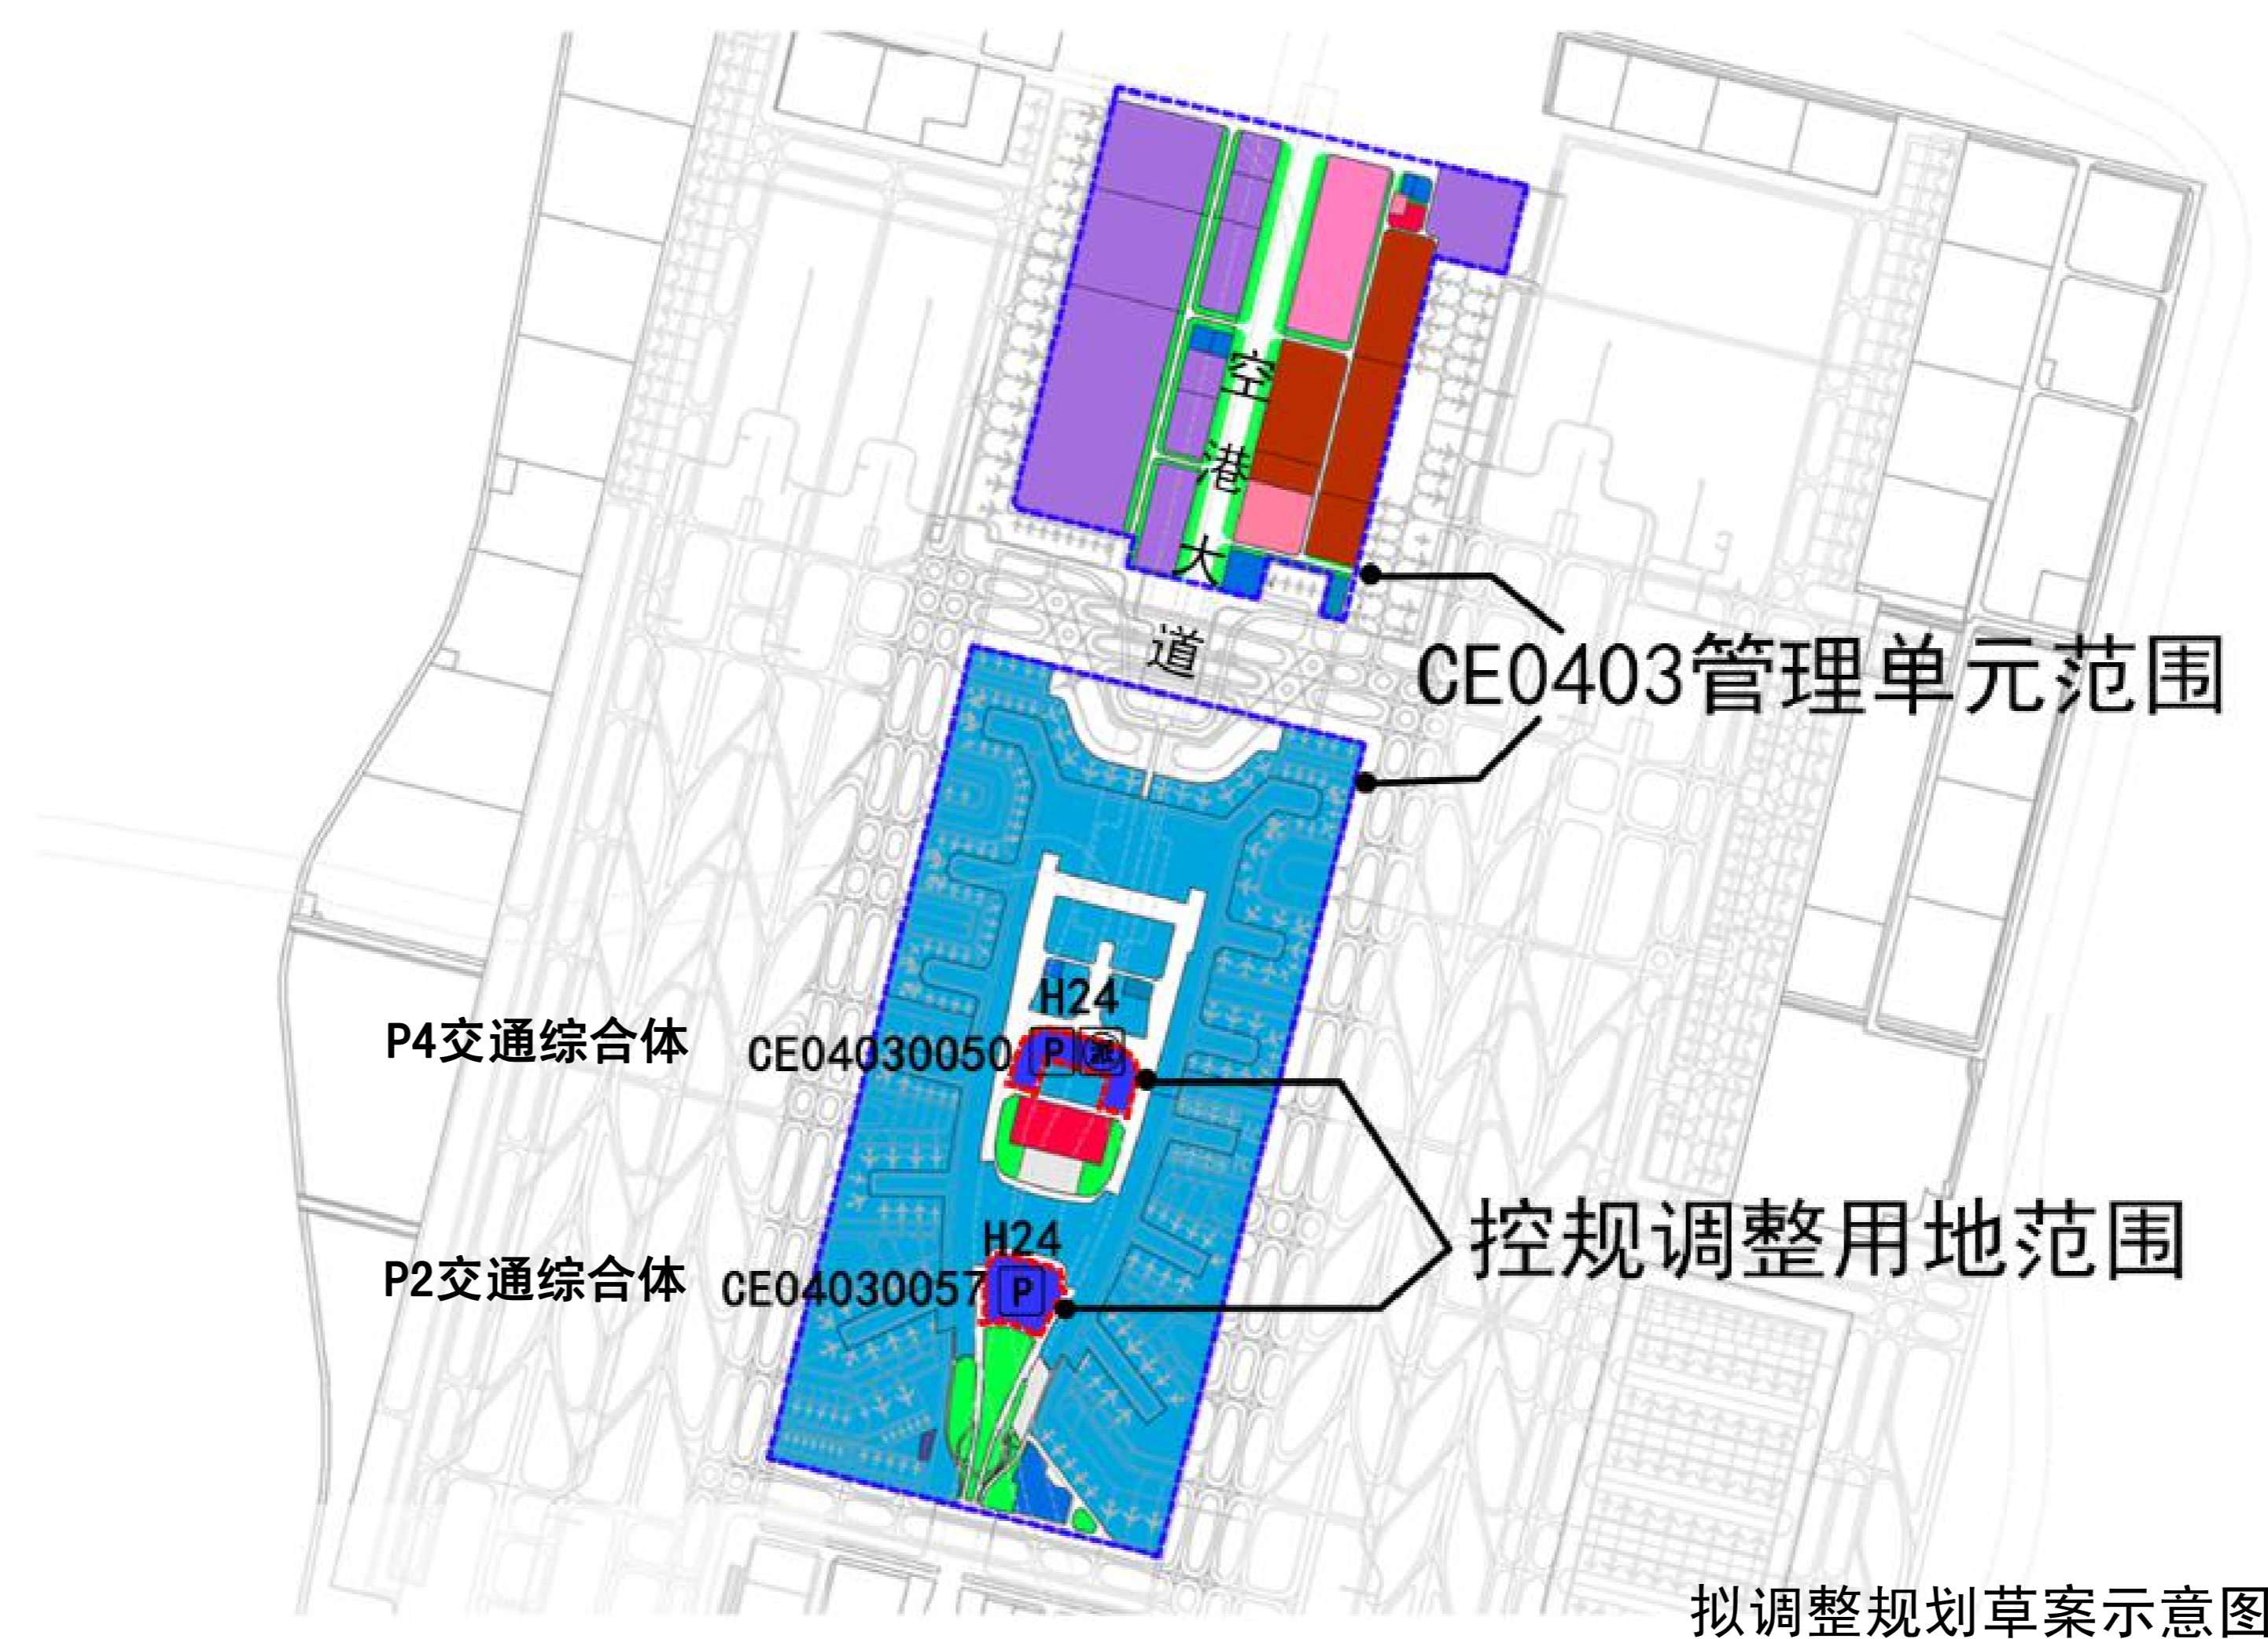 空
港
大
道
CE0403管理单元范围
H24
P4交通综合体
CE04030050
P
派
H24
P2交通综合体
CE04030057
P
控规调整用地范围
拟调整规划草案示意图